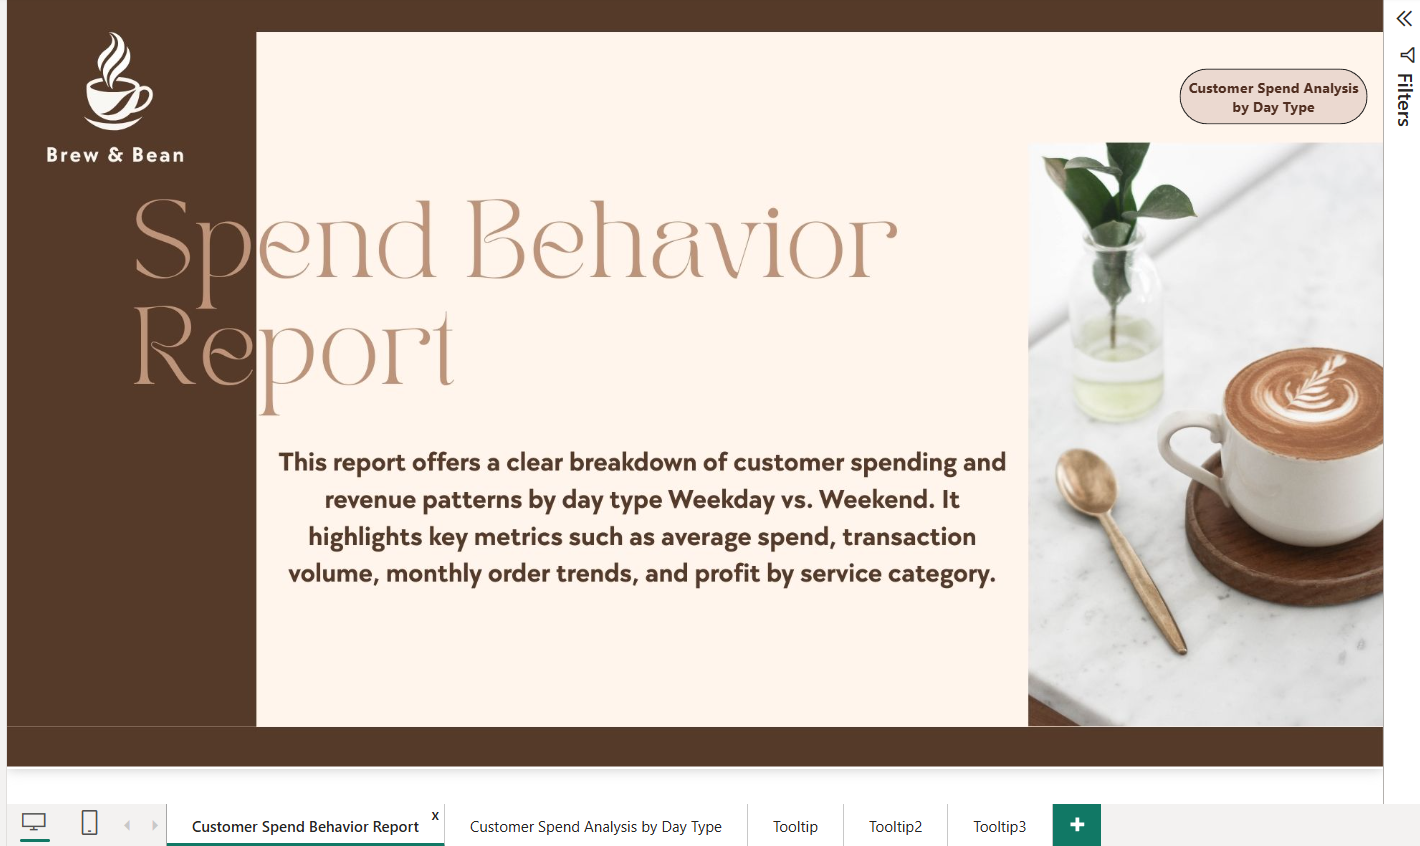 Brew & Bean
Customer Spend Analysis
by Day Type
Filters
Spend Behavior
Report
This report offers a clear breakdown of customer spending and
revenue patterns by day type Weekday vs. Weekend. It
highlights key metrics such as average spend, transaction
volume, monthly order trends, and profit by service category.
Customer Spend Behavior Report x
Customer Spend Analysis by Day Type
Tooltip
Tooltip2
Tooltip3
+